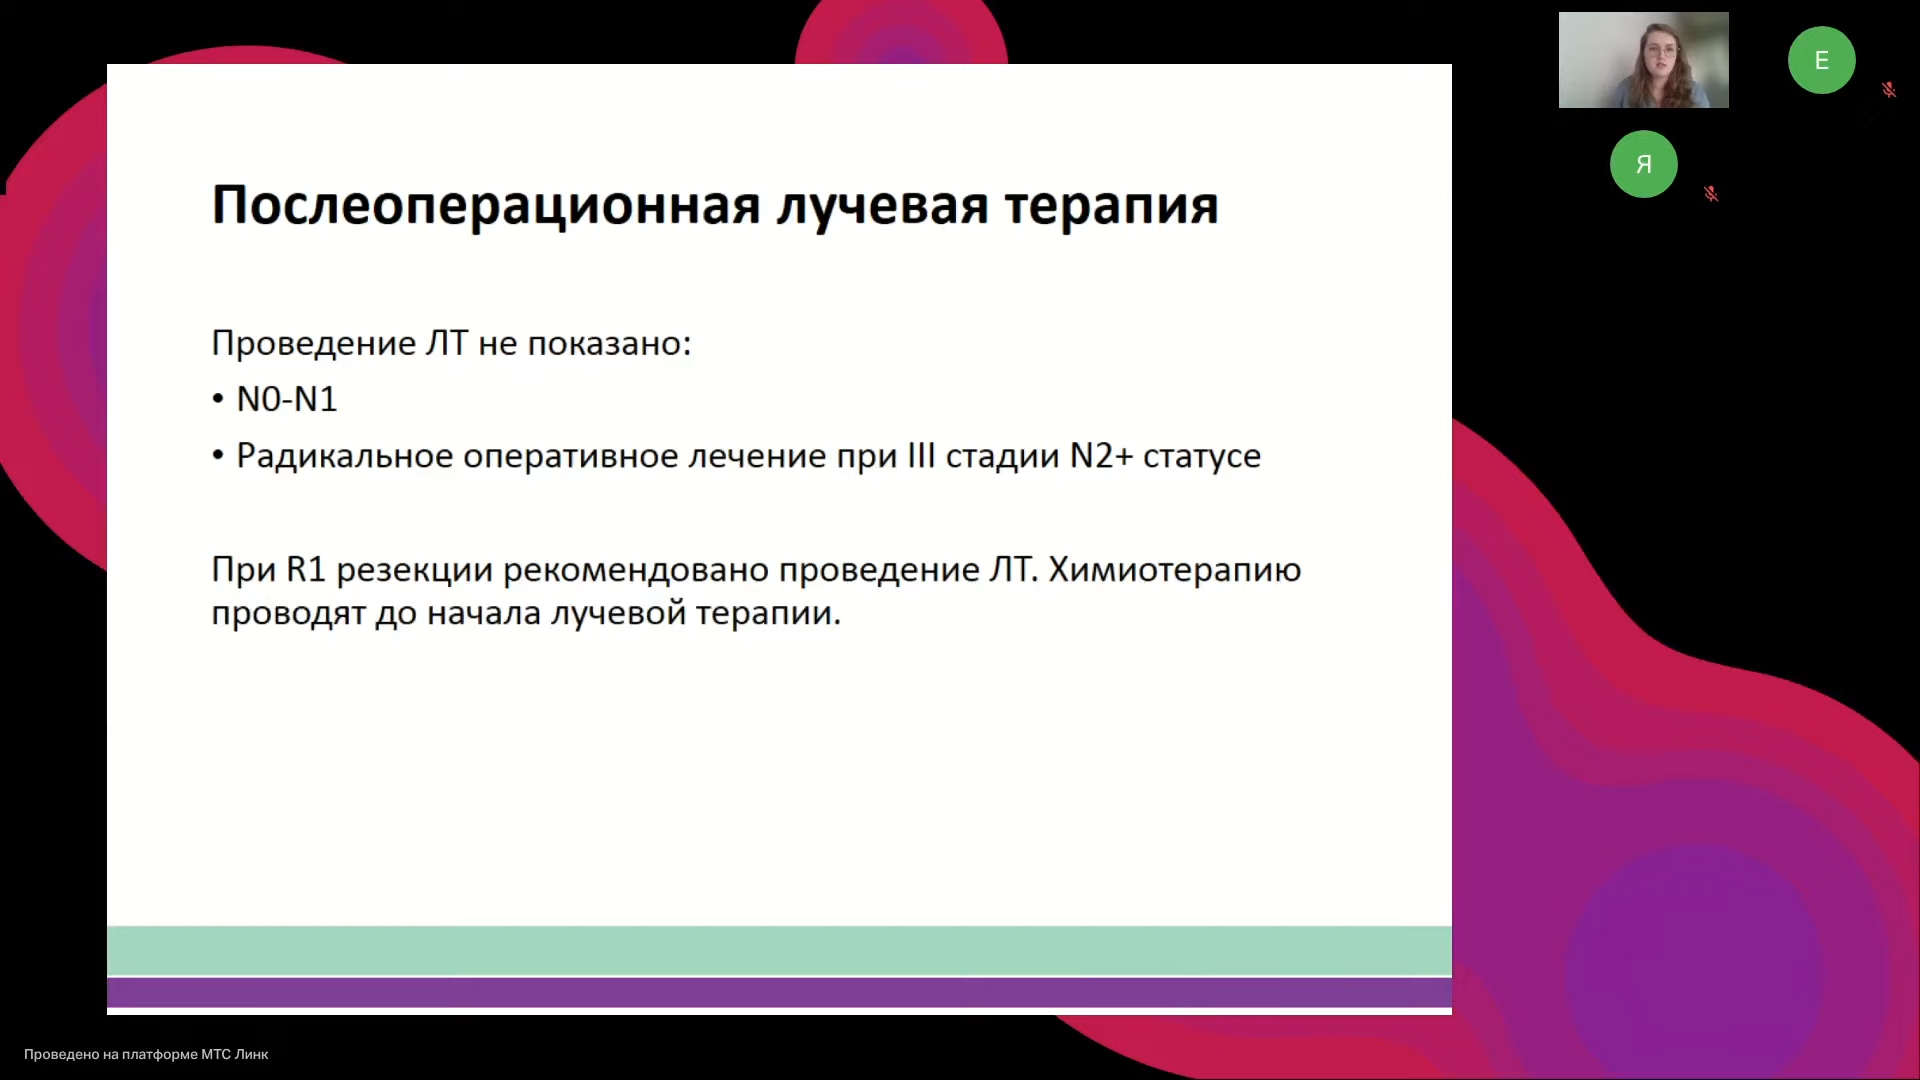 Послеоперационная лучевая терапия
Проведение ЛТ не показано:
• N0-N1
• Радикальное оперативное лечение при III стадии N2+ статусе
При R1 резекции рекомендовано проведение ЛТ. Химиотерапию
проводят до начала лучевой терапии.
E
Я
Проведено на платформе МТС Линк